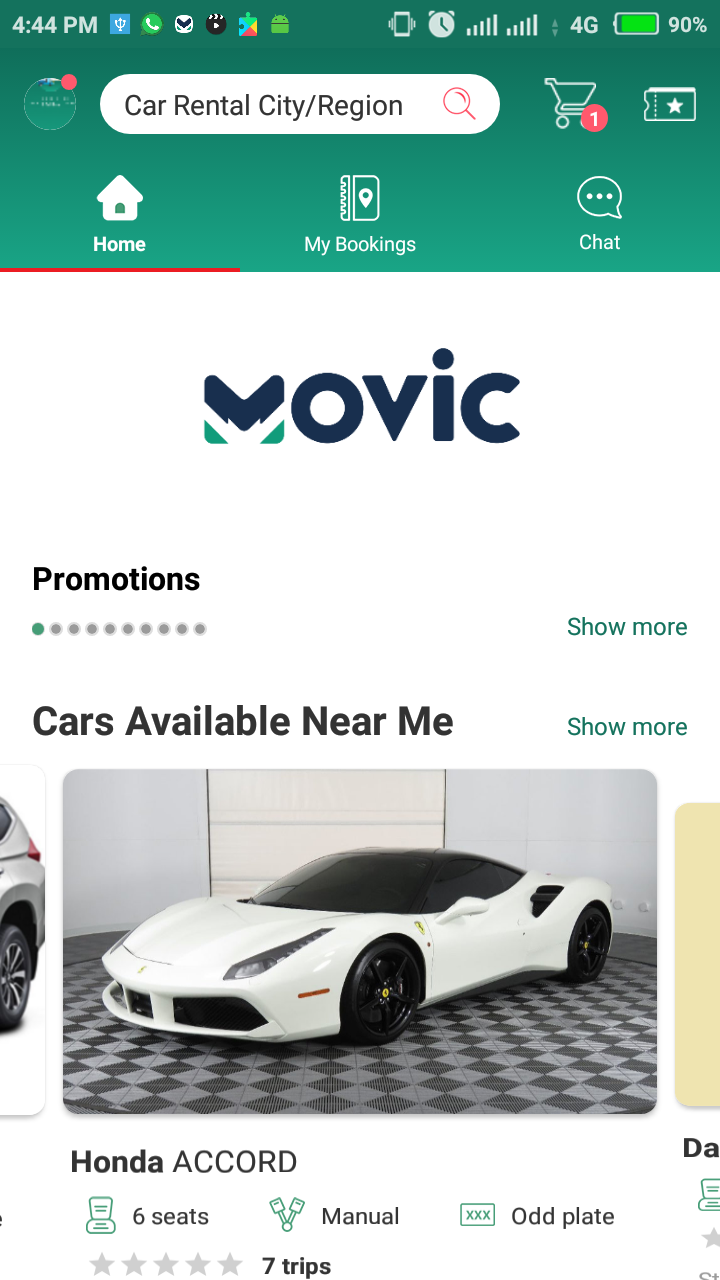 4:44 PM 4G 90%
Car Rental City/Region
1
Home My Bookings Chat
MOVIC
Promotions
Show more
Cars Available Near Me Show more
Honda ACCORD Da
6 seats Manual XXX Odd plate
7 trips